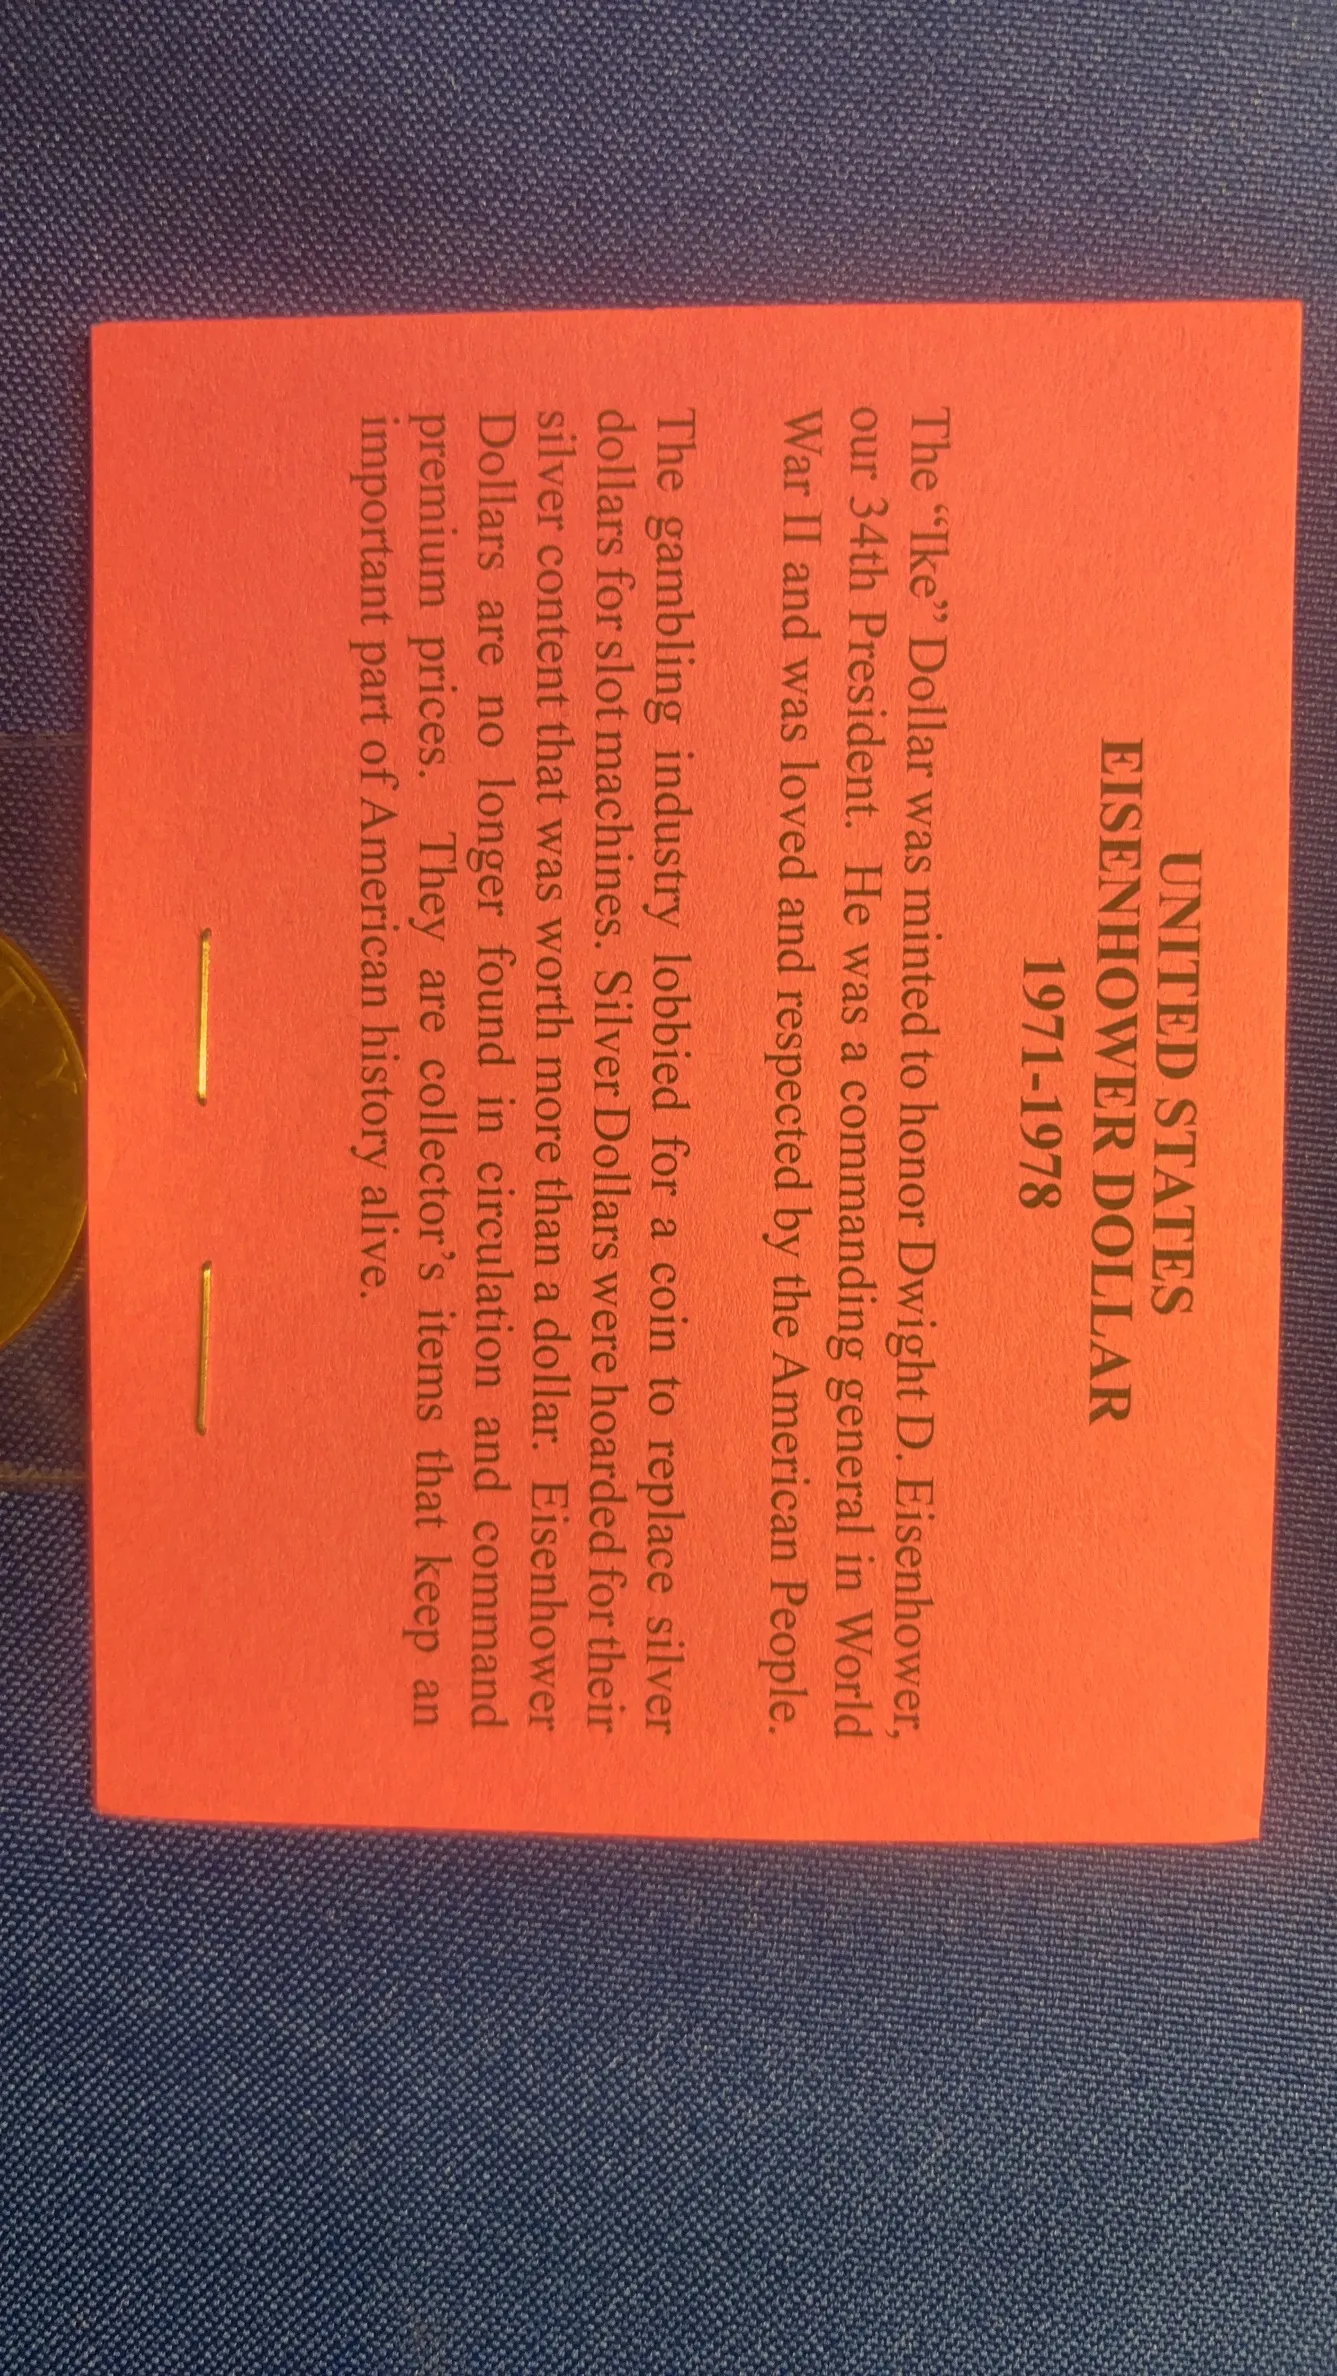 UNITED STATES
EISENHOWER DOLLAR
1971-1978
The “Ike” Dollar was minted to honor Dwight D. Eisenhower,
our 34th President. He was a commanding general in World
War II and was loved and respected by the American People.
The gambling industry lobbied for a coin to replace silver
dollars for slot machines. Silver Dollars were hoarded for their
silver content that was worth more than a dollar. Eisenhower
Dollars are no longer found in circulation and command
premium prices. They are collector’s items that keep an
important part of American history alive.